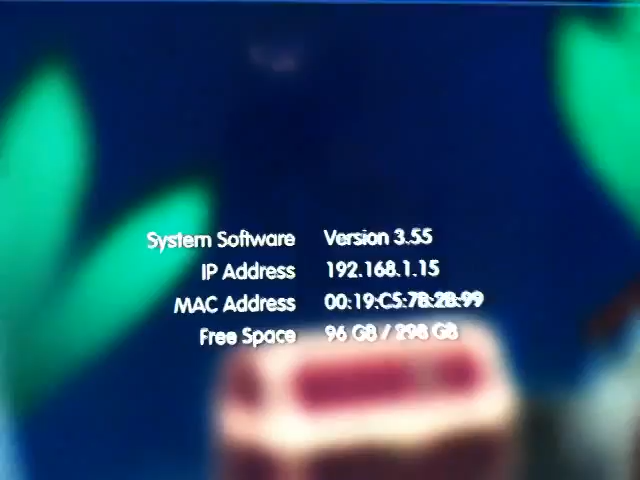 System Software Version 3.55
IP Address 192.168.1.15
MAC Address 00:19:C5:7B:2B:99
Free Space 96 GB / 298 GB